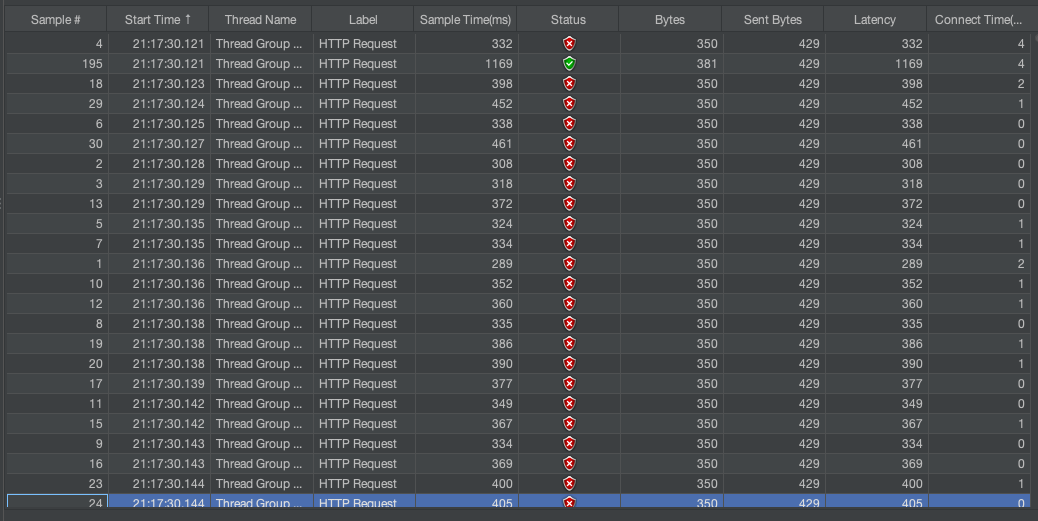 Sample # Start Time ↑ Thread Name Label Sample Time(ms) Status Bytes Sent Bytes Latency Connect Time(...
4 21:17:30.121 Thread Group ... HTTP Request 332 350 429 332 4
195 21:17:30.121 Thread Group ... HTTP Request 1169 381 429 1169 4
18 21:17:30.123 Thread Group ... HTTP Request 398 350 429 398 2
29 21:17:30.124 Thread Group ... HTTP Request 452 350 429 452 1
6 21:17:30.125 Thread Group ... HTTP Request 338 350 429 338 0
30 21:17:30.127 Thread Group ... HTTP Request 461 350 429 461 0
2 21:17:30.128 Thread Group ... HTTP Request 308 350 429 308 0
3 21:17:30.129 Thread Group ... HTTP Request 318 350 429 318 0
13 21:17:30.129 Thread Group ... HTTP Request 372 350 429 372 0
5 21:17:30.135 Thread Group ... HTTP Request 324 350 429 324 1
7 21:17:30.135 Thread Group ... HTTP Request 334 350 429 334 1
1 21:17:30.136 Thread Group ... HTTP Request 289 350 429 289 2
10 21:17:30.136 Thread Group ... HTTP Request 352 350 429 352 1
12 21:17:30.136 Thread Group ... HTTP Request 360 350 429 360 1
8 21:17:30.138 Thread Group ... HTTP Request 335 350 429 335 0
19 21:17:30.138 Thread Group ... HTTP Request 386 350 429 386 1
20 21:17:30.138 Thread Group ... HTTP Request 390 350 429 390 1
17 21:17:30.139 Thread Group ... HTTP Request 377 350 429 377 0
11 21:17:30.142 Thread Group ... HTTP Request 349 350 429 349 0
15 21:17:30.142 Thread Group ... HTTP Request 367 350 429 367 1
9 21:17:30.143 Thread Group ... HTTP Request 334 350 429 334 0
16 21:17:30.143 Thread Group ... HTTP Request 369 350 429 369 0
23 21:17:30.144 Thread Group ... HTTP Request 400 350 429 400 1
24 21:17:30.144 Thread Group ... HTTP Request 405 350 429 405 0